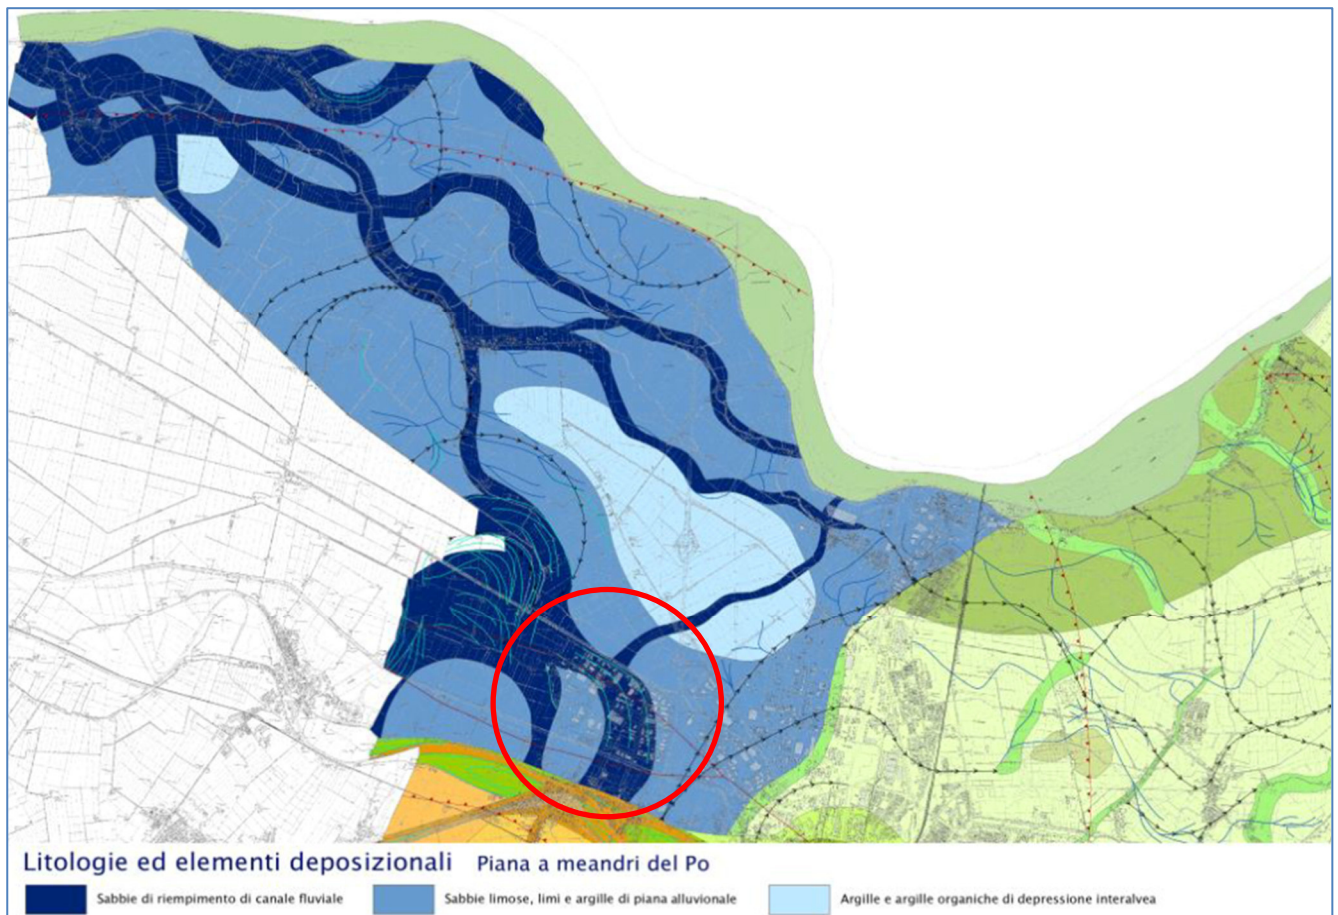 Litologie ed elementi deposizionali Piana a meandri del Po
Sabbie di riempimento di canale fluviale Sabbie limose, limi e argille di piana alluvionale Argille e argille organiche di depressione interalvea